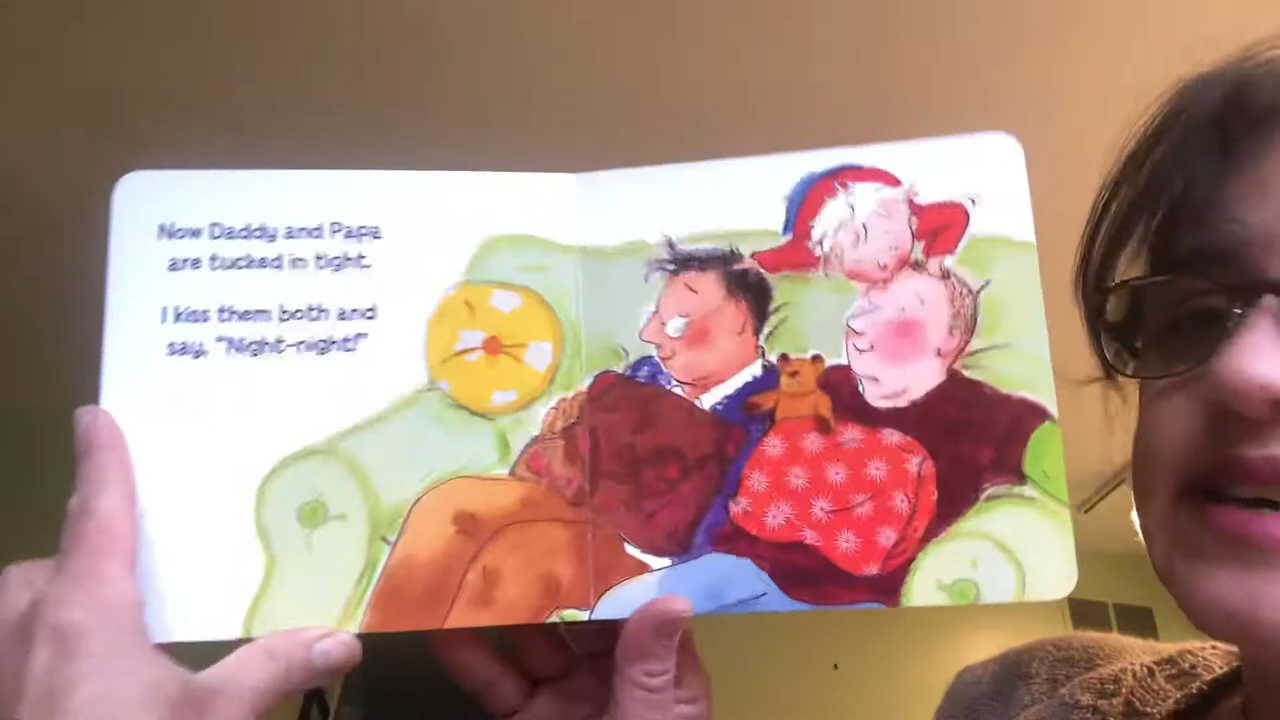 Now Daddy and Papa
are tucked in tight.
I kiss them both and
say, "Night-night!"